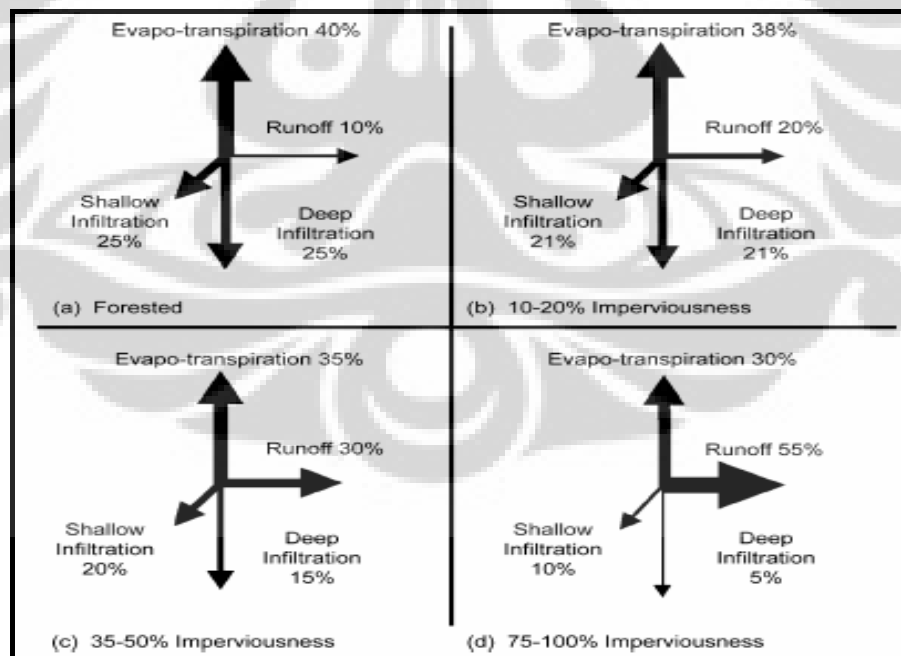 Evapo-transpiration 40%
Runoff 10%
Shallow
Infiltration
25%
Deep
Infiltration
25%
(a) Forested
Evapo-transpiration 38%
Runoff 20%
Shallow
Infiltration
21%
Deep
Infiltration
21%
(b) 10-20% Imperviousness
Evapo-transpiration 35%
Runoff 30%
Shallow
Infiltration
20%
Deep
Infiltration
15%
(c) 35-50% Imperviousness
Evapo-transpiration 30%
Runoff 55%
Shallow
Infiltration
10%
Deep
Infiltration
5%
(d) 75-100% Imperviousness